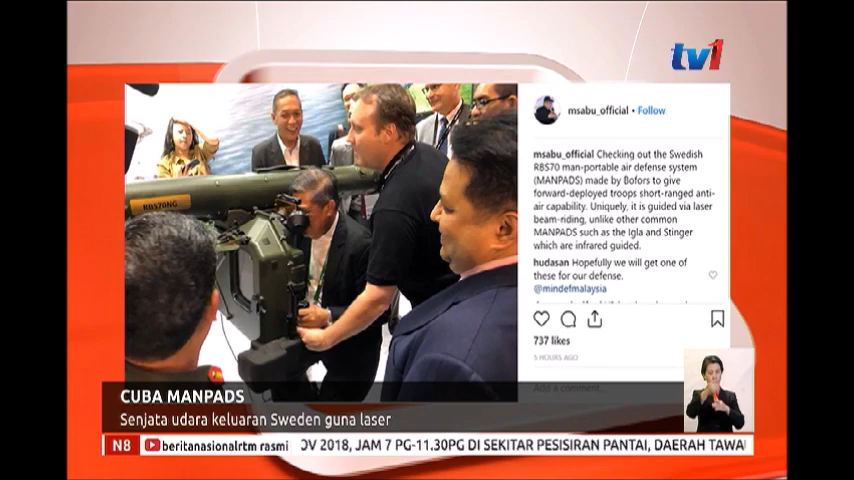 tv1
msabu_official • Follow
msabu_official Checking out the Swedish
RBS70 man-portable air defense system
(MANPADS) made by Bofors to give
forward-deployed troops short-ranged anti-
air capability. Uniquely, it is guided via laser
beam-riding, unlike other common
MANPADS such as the Igla and Stinger
which are infrared guided.
hudasan Hopefully we will get one of
these for our defense.
@mindefmalaysia
737 likes
5 HOURS AGO
Add a comment...
RBS70NG
CUBA MANPADS
Senjata udara keluaran Sweden guna laser
N8 beritanasionalrtm rasmi OV 2018, JAM 7 PG-11.30PG DI SEKITAR PESISIRAN PANTAI, DAERAH TAWA